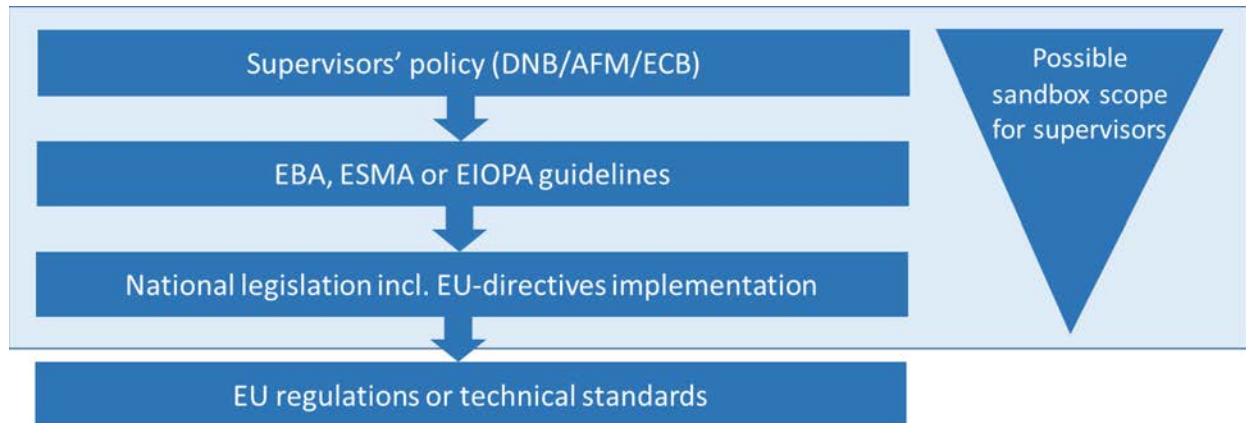 Supervisors’ policy (DNB/AFM/ECB)
EBA, ESMA or EIOPA guidelines
National legislation incl. EU-directives implementation
EU regulations or technical standards
Possible
sandbox scope
for supervisors